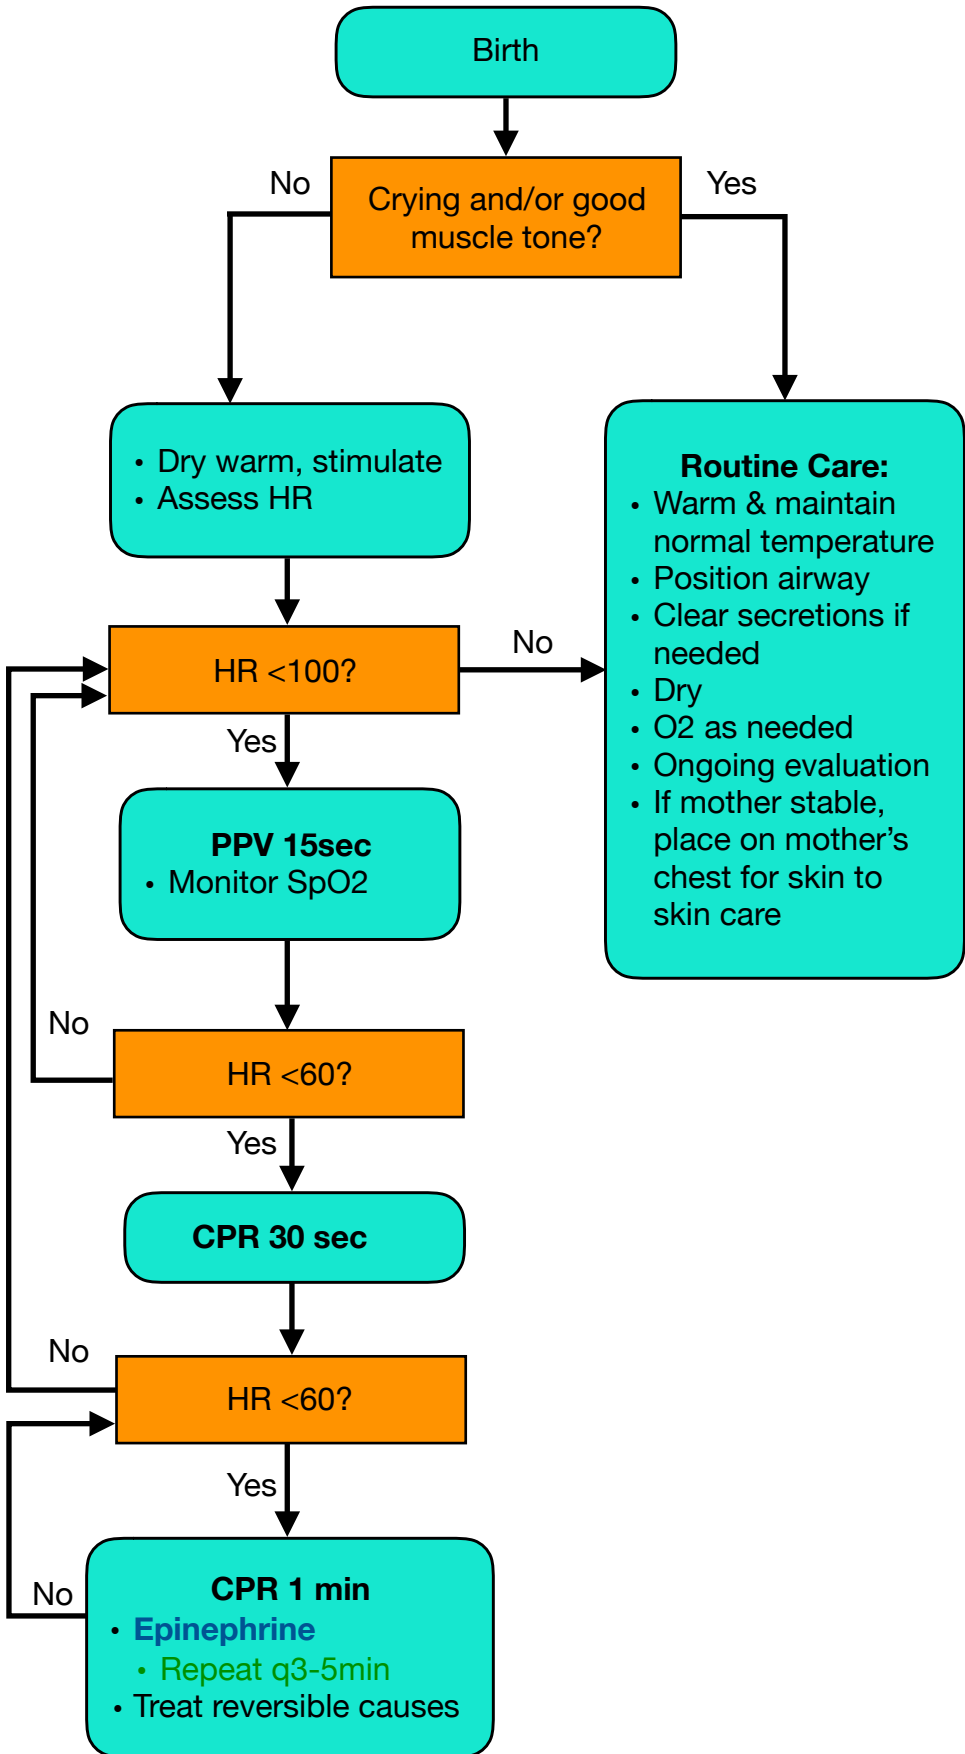 Birth
Crying and/or good
muscle tone?
No
Yes
• Dry warm, stimulate
• Assess HR
Routine Care:
• Warm & maintain
normal temperature
• Position airway
• Clear secretions if
needed
• Dry
• O2 as needed
• Ongoing evaluation
• If mother stable,
place on mother’s
chest for skin to
skin care
HR <100?
No
Yes
PPV 15sec
• Monitor SpO2
No
HR <60?
Yes
CPR 30 sec
No
HR <60?
Yes
No
CPR 1 min
• Epinephrine
• Repeat q3-5min
• Treat reversible causes